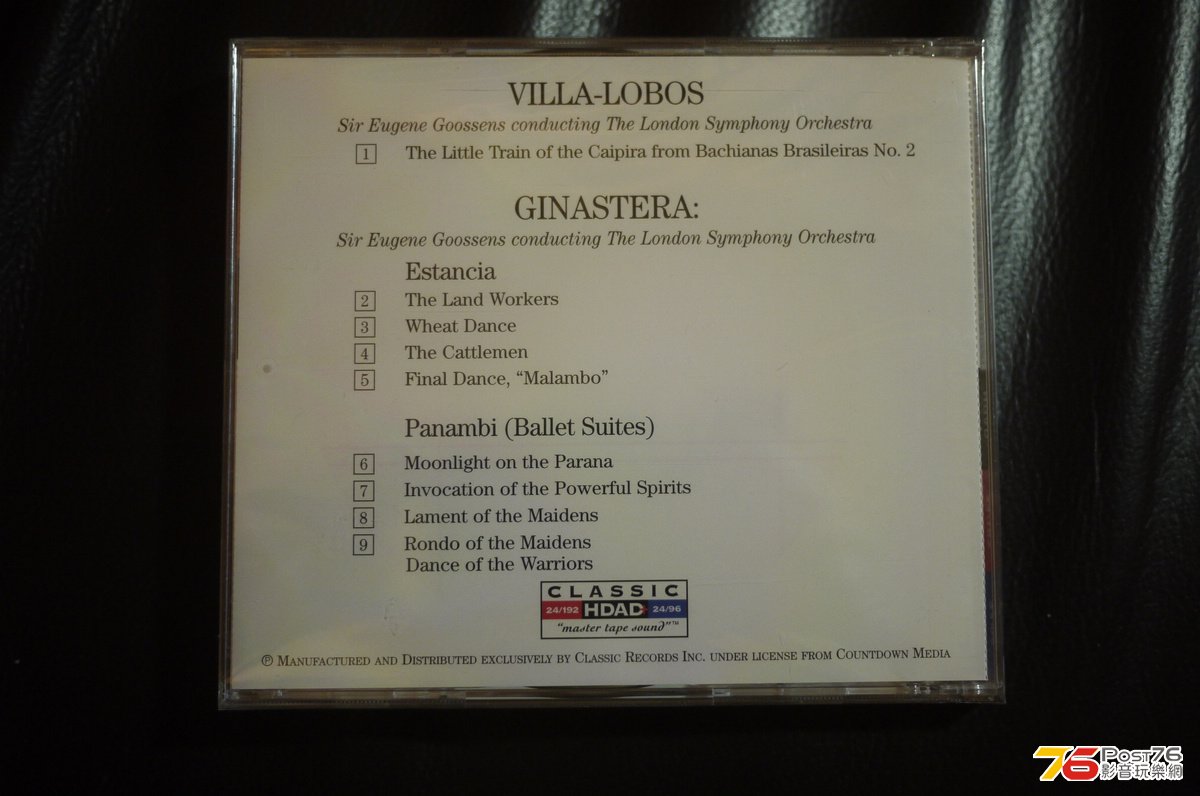 VILLA-LOBOS
Sir Eugene Goossens conducting The London Symphony Orchestra
1 The Little Train of the Caipira from Bachianas Brasileiras No. 2
GINASTERA:
Sir Eugene Goossens conducting The London Symphony Orchestra
Estancia
2 The Land Workers
3 Wheat Dance
4 The Cattlemen
5 Final Dance, “Malambo”
Panambi (Ballet Suites)
6 Moonlight on the Parana
7 Invocation of the Powerful Spirits
8 Lament of the Maidens
9 Rondo of the Maidens
Dance of the Warriors
CLASSIC
24/192 HDAD 24/96
“master tape sound”™
℗ Manufactured and Distributed exclusively by Classic Records Inc. under license from Countdown Media
76 Post76
影音玩樂網